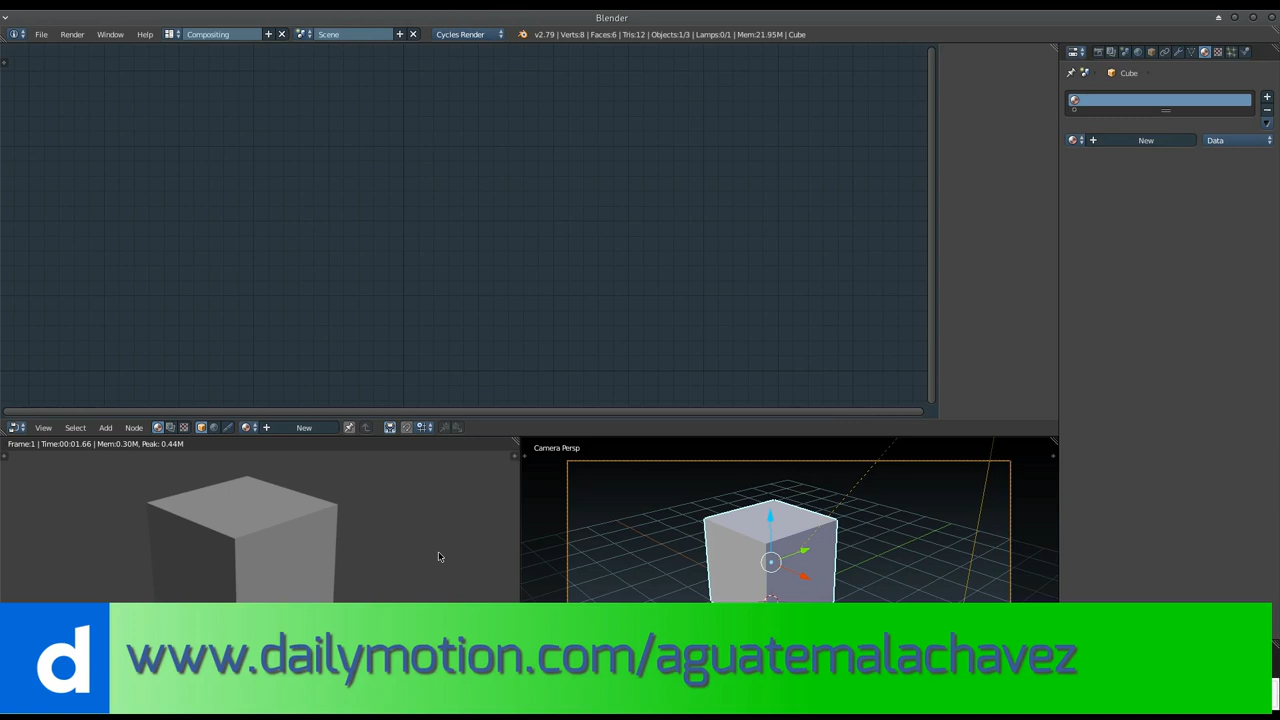 Blender
File Render Window Help Compositing Scene Cycles Render v2.79 | Verts:8 | Faces:6 | Tris:12 | Objects:1/3 | Lamps:0/1 | Mem:21.95M | Cube
Cube
New Data
View Select Add Node New
Frame:1 | Time:00:01.66 | Mem:0.30M, Peak: 0.44M
Camera Persp
d www.dailymotion.com/aguatemalachavez